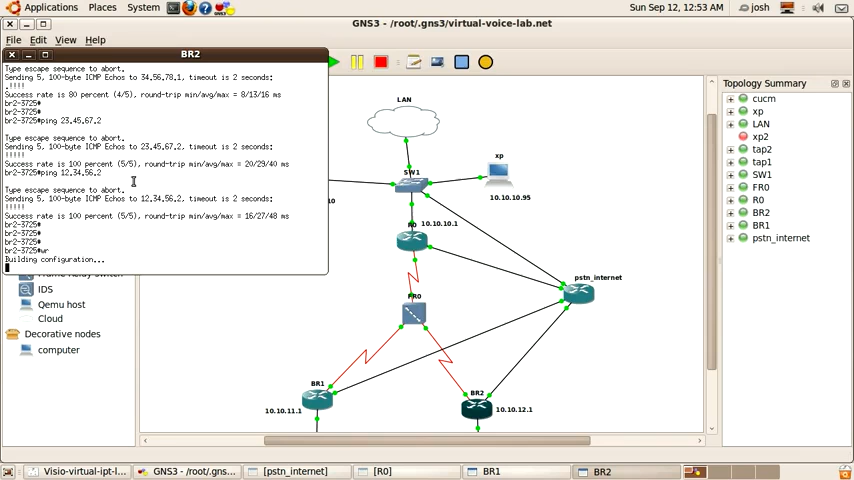 Applications Places System
Sun Sep 12, 12:53 AM josh
GNS3 - /root/.gns3/virtual-voice-lab.net
File Edit View Help
BR2
Type escape sequence to abort.
Sending 5, 100-byte ICMP Echos to 34.56.78.1, timeout is 2 seconds:
.!!!!
Success rate is 80 percent (4/5), round-trip min/avg/max = 8/13/16 ms
br2-3725#
br2-3725#
br2-3725#ping 23.45.67.2
Type escape sequence to abort.
Sending 5, 100-byte ICMP Echos to 23.45.67.2, timeout is 2 seconds:
!!!!!
Success rate is 100 percent (5/5), round-trip min/avg/max = 20/29/40 ms
br2-3725#ping 12.34.56.2
Type escape sequence to abort.
Sending 5, 100-byte ICMP Echos to 12.34.56.2, timeout is 2 seconds:
!!!!!
Success rate is 100 percent (5/5), round-trip min/avg/max = 16/27/48 ms
br2-3725#
br2-3725#
br2-3725#
br2-3725#wr
Building configuration...
IDS
Qemu host
Cloud
Decorative nodes
computer
LAN
SW1
xp
10.10.10.95
10
R0
10.10.10.1
pstn_internet
FR0
BR1
10.10.11.1
BR2
10.10.12.1
Topology Summary
cucm
xp
LAN
xp2
tap2
tap1
SW1
FR0
R0
BR2
BR1
pstn_internet
Visio-virtual-ipt-l...
GNS3 - /root/.gns...
[pstn_internet]
[R0]
BR1
BR2